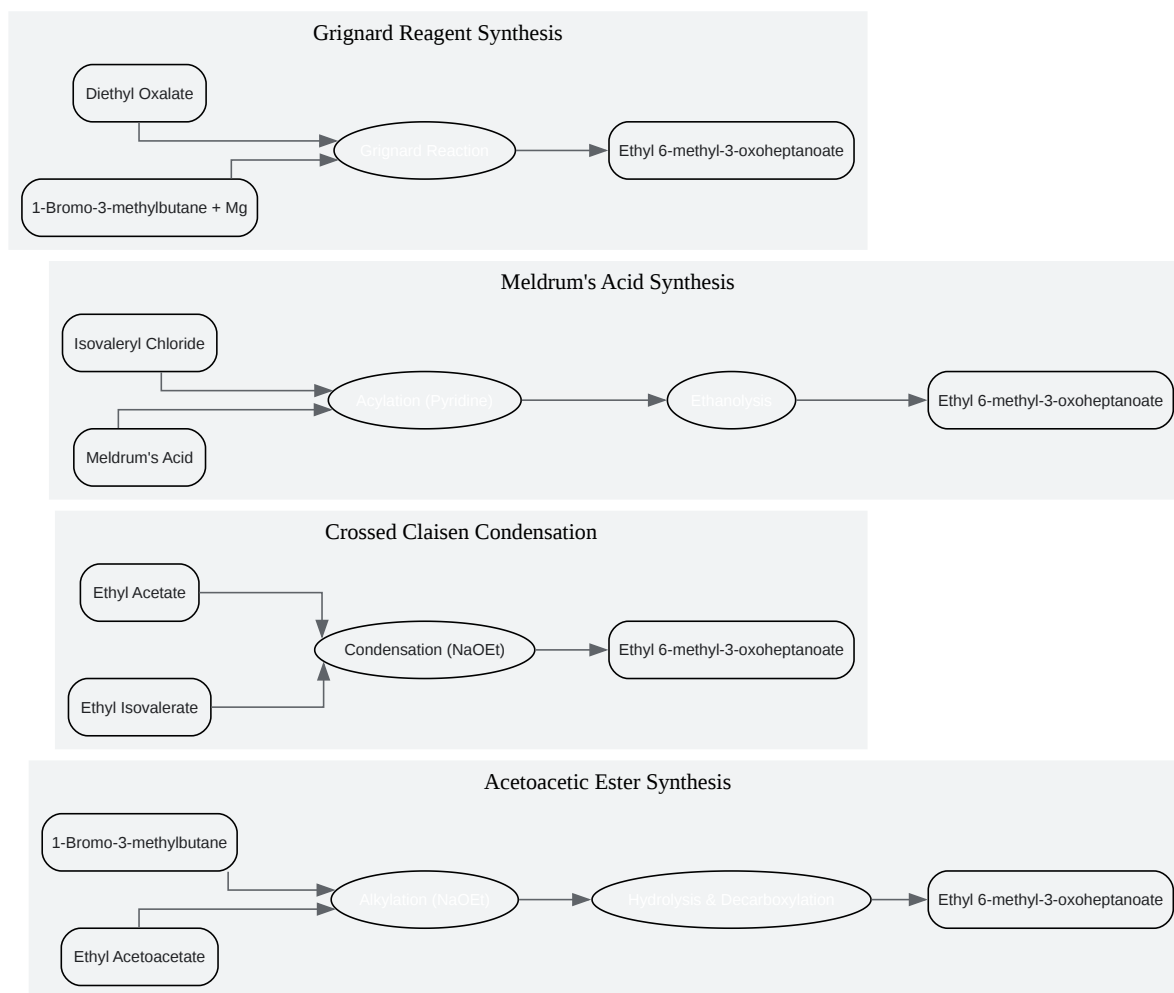 Grignard Reagent Synthesis
Diethyl Oxalate
Grignard Reaction
Ethyl 6-methyl-3-oxoheptanoate
1-Bromo-3-methylbutane + Mg
Meldrum's Acid Synthesis
Isovaleryl Chloride
Acylation (Pyridine)
Ethanolysis
Ethyl 6-methyl-3-oxoheptanoate
Meldrum's Acid
Crossed Claisen Condensation
Ethyl Acetate
Condensation (NaOEt)
Ethyl 6-methyl-3-oxoheptanoate
Ethyl Isovalerate
Acetoacetic Ester Synthesis
1-Bromo-3-methylbutane
Alkylation (NaOEt)
Hydrolysis & Decarboxylation
Ethyl 6-methyl-3-oxoheptanoate
Ethyl Acetoacetate